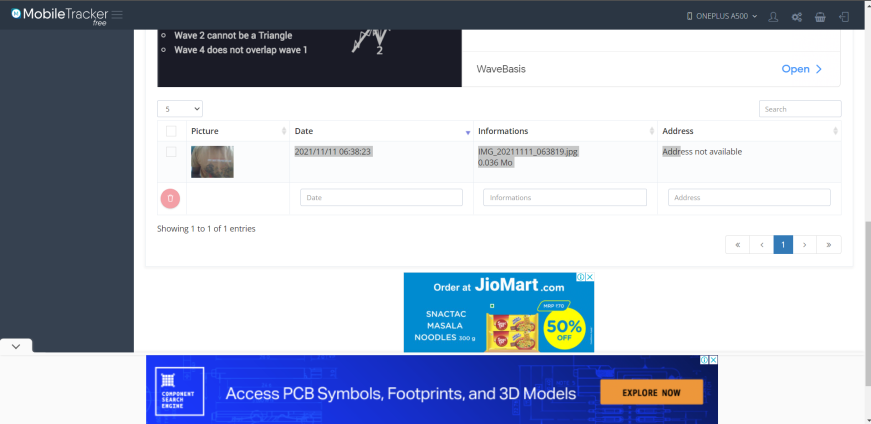 MobileTracker
free
ONEPLUS A500
Wave 2 cannot be a Triangle
Wave 4 does not overlap wave 1
2
WaveBasis
Open
5
Search
Picture
Date
Informations
Address
2021/11/11 06:38:23
IMG_20211111_063819.jpg
0.036 Mo
Address not available
Date
Informations
Address
Showing 1 to 1 of 1 entries
« ‹ 1 › »
Order at JioMart.com
SNACTAC
MASALA
NOODLES 300 g
MRP ₹70
50%
OFF
COMPONENT
SEARCH
ENGINE
Access PCB Symbols, Footprints, and 3D Models
EXPLORE NOW